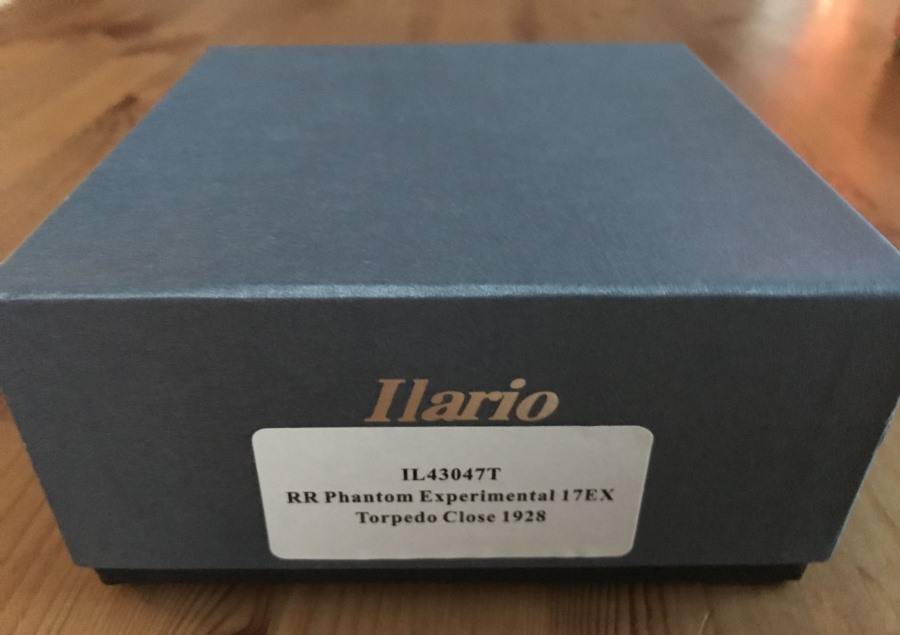 Ilario
IL43047T
RR Phantom Experimental 17EX
Torpedo Close 1928